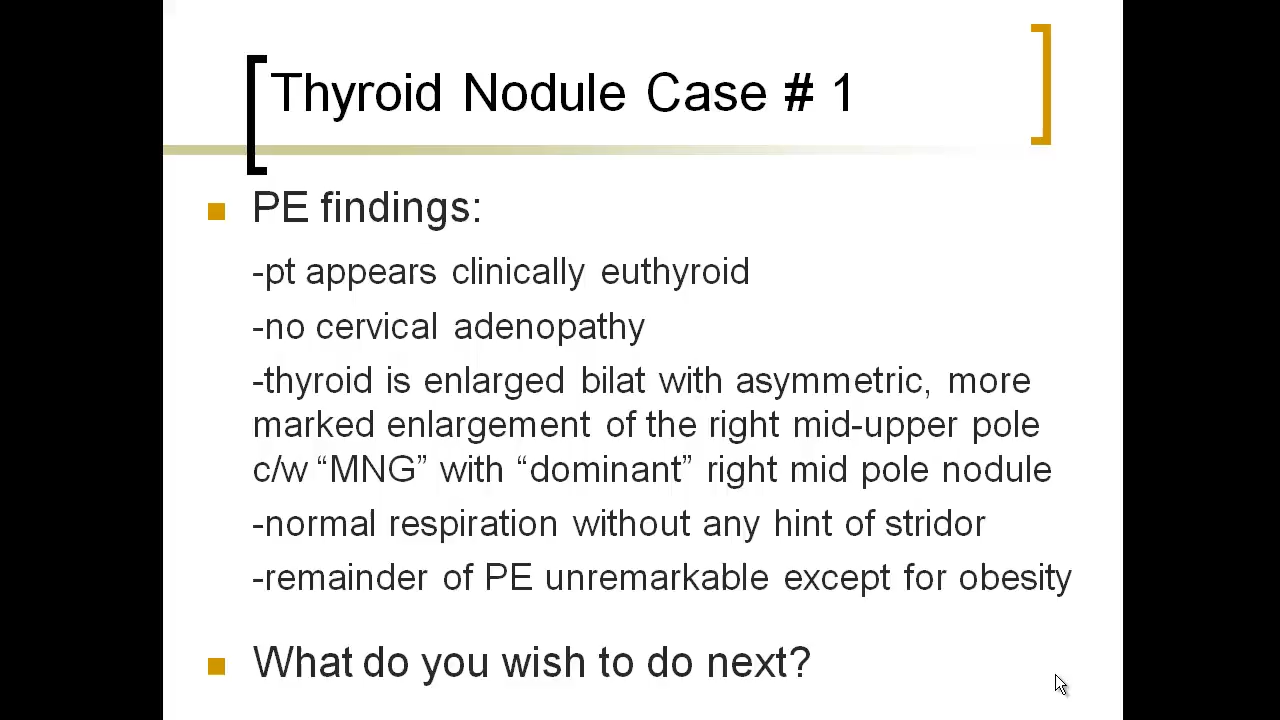 Thyroid Nodule Case # 1
PE findings:
-pt appears clinically euthyroid
-no cervical adenopathy
-thyroid is enlarged bilat with asymmetric, more
marked enlargement of the right mid-upper pole
c/w “MNG” with “dominant” right mid pole nodule
-normal respiration without any hint of stridor
-remainder of PE unremarkable except for obesity
What do you wish to do next?